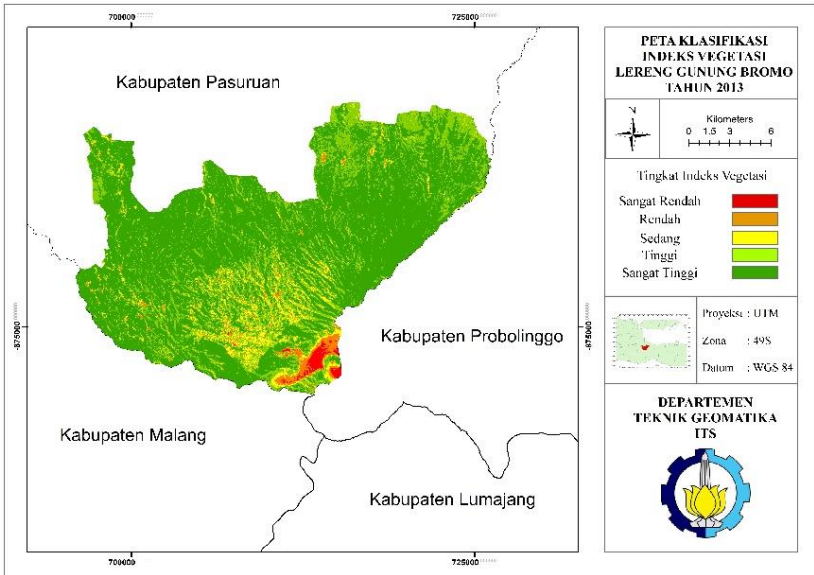 700000
725000
Kabupaten Pasuruan
Kabupaten Probolinggo
Kabupaten Malang
Kabupaten Lumajang
-875000
-875000
700000
725000
PETA KLASIFIKASI
INDEKS VEGETASI
LERENG GUNUNG BROMO
TAHUN 2013
N
Kilometers
0 1.5 3 6
Tingkat Indeks Vegetasi
Sangat Rendah
Rendah
Sedang
Tinggi
Sangat Tinggi
Proyeksi : UTM
Zona : 49S
Datum : WGS 84
DEPARTEMEN
TEKNIK GEOMATIKA
ITS